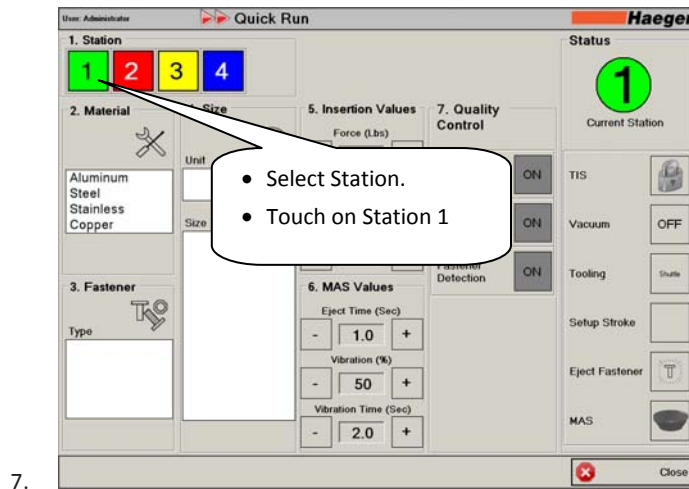 User: Administrator
Quick Run
Haeger
1. Station
1 2 3 4
Status
1
Current Station
2. Material
Aluminum
Steel
Stainless
Copper
3. Fastener
Type
Size
Unit
Size
5. Insertion Values
Force (Lbs)
7. Quality
Control
• Select Station.
• Touch on Station 1
ON
ON
Detection
ON
6. MAS Values
Eject Time (Sec)
- 1.0 +
Vibration (%)
- 50 +
Vibration Time (Sec)
- 2.0 +
TIS
Vacuum OFF
Tooling Shuttle
Setup Stroke
Eject Fastener
MAS
Close
7.